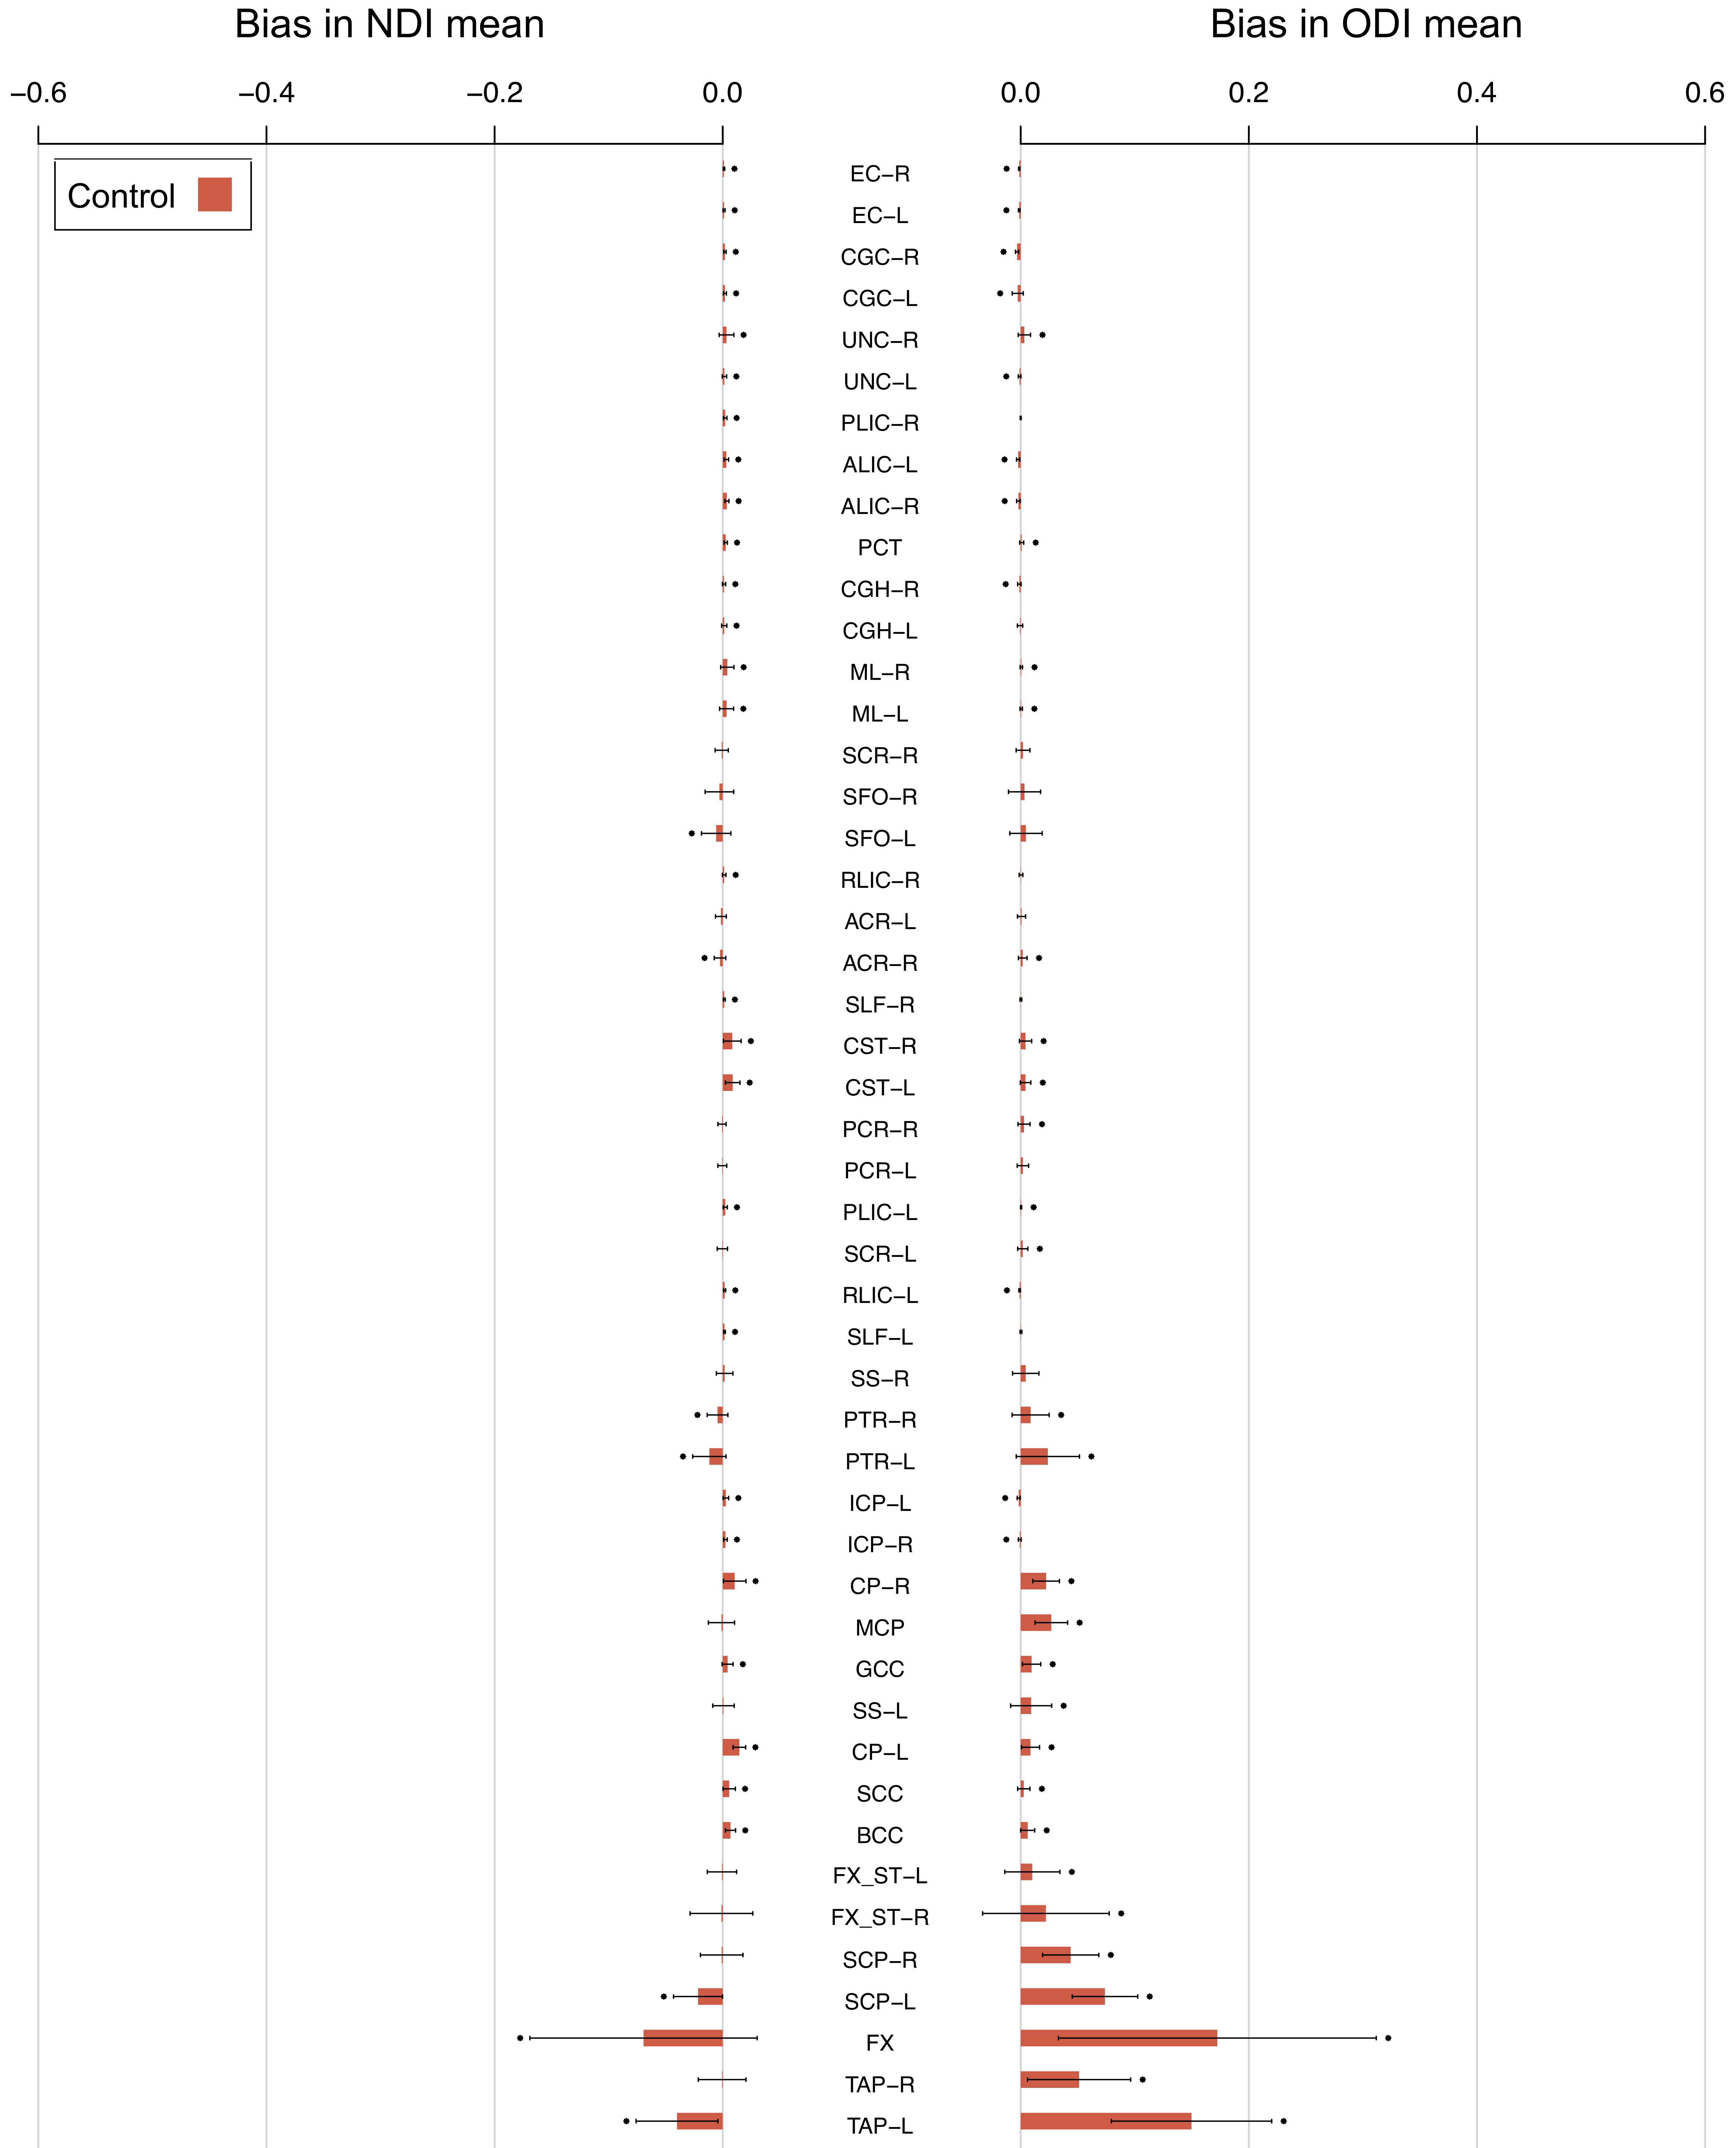 Bias in NDI mean Bias in ODI mean
−0.6 −0.4 −0.2 0.0 0.0 0.2 0.4 0.6
Control
EC−R
EC−L
CGC−R
CGC−L
UNC−R
UNC−L
PLIC−R
ALIC−L
ALIC−R
PCT
CGH−R
CGH−L
ML−R
ML−L
SCR−R
SFO−R
SFO−L
RLIC−R
ACR−L
ACR−R
SLF−R
CST−R
CST−L
PCR−R
PCR−L
PLIC−L
SCR−L
RLIC−L
SLF−L
SS−R
PTR−R
PTR−L
ICP−L
ICP−R
CP−R
MCP
GCC
SS−L
CP−L
SCC
BCC
FX_ST−L
FX_ST−R
SCP−R
SCP−L
FX
TAP−R
TAP−L